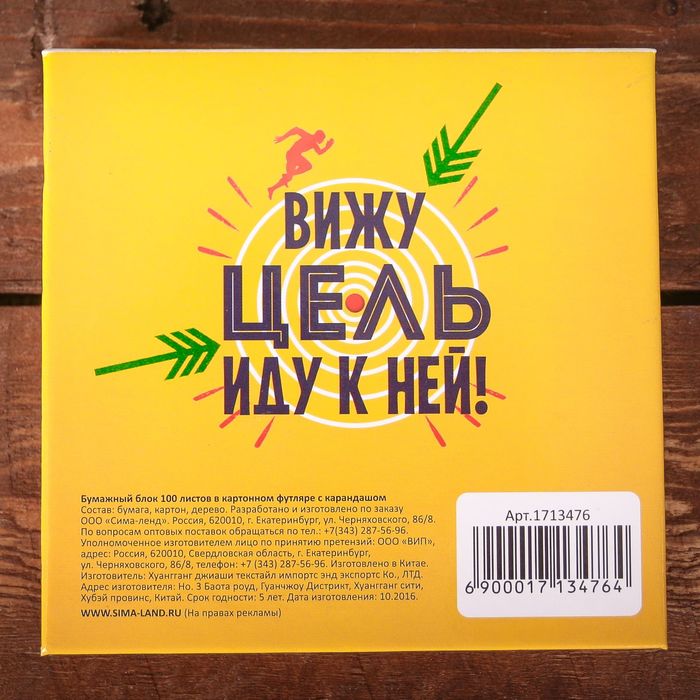 ВИЖУ
ЦЕЛЬ
ИДУ К НЕЙ!
Бумажный блок 100 листов в картонном футляре с карандашом
Состав: бумага, картон, дерево. Разработано и изготовлено по заказу
ООО «Сима-ленд». Россия, 620010, г. Екатеринбург, ул. Черняховского, 86/8.
По вопросам оптовых поставок обращаться по тел.: +7(343) 287-56-96.
Уполномоченное изготовителем лицо по принятию претензий: ООО «ВИП»,
адрес: Россия, 620010, Свердловская область, г. Екатеринбург,
ул. Черняховского, 86/8, телефон: +7 (343) 287-56-96. Изготовлено в Китае.
Изготовитель: Хуангганг джиаши текстайл импортс энд экспортс Ко., ЛТД.
Адрес изготовителя: Но. 3 Баота роуд, Гуанчжоу Дистрикт, Хуангганг сити,
Хубэй провинс, Китай. Срок годности: 5 лет. Дата изготовления: 10.2016.
WWW.SIMA-LAND.RU (На правах рекламы)
Арт.1713476
6 900017 134764